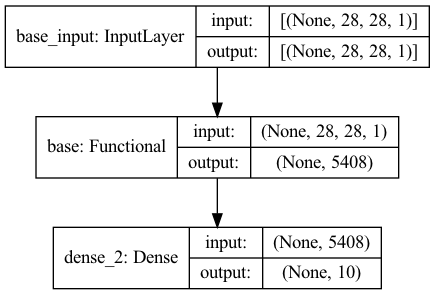 base_input: InputLayer
input: [(None, 28, 28, 1)]
output: [(None, 28, 28, 1)]
base: Functional
input: (None, 28, 28, 1)
output: (None, 5408)
dense_2: Dense
input: (None, 5408)
output: (None, 10)